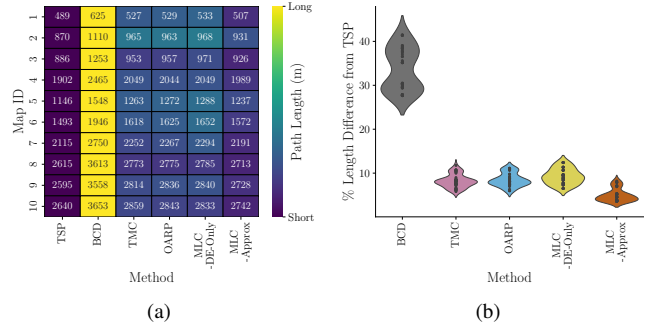 1 489 625 527 529 533 507
2 870 1110 965 963 968 931
3 886 1253 953 957 971 926
4 1902 2465 2049 2044 2049 1989
5 1146 1548 1263 1272 1288 1237
6 1493 1946 1618 1625 1652 1572
7 2115 2750 2252 2267 2294 2191
8 2615 3613 2773 2775 2785 2713
9 2595 3558 2814 2836 2840 2728
10 2640 3653 2859 2843 2833 2742
Map ID
TSP
BCD
TMC
OARP
MLC
-DE-Only
MLC
-Approx
Method
Long
Path Length (m)
Short
(a)
% Length Difference from TSP
40
30
20
10
BCD
TMC
OARP
MLC
-DE-Only
MLC
-Approx
Method
(b)